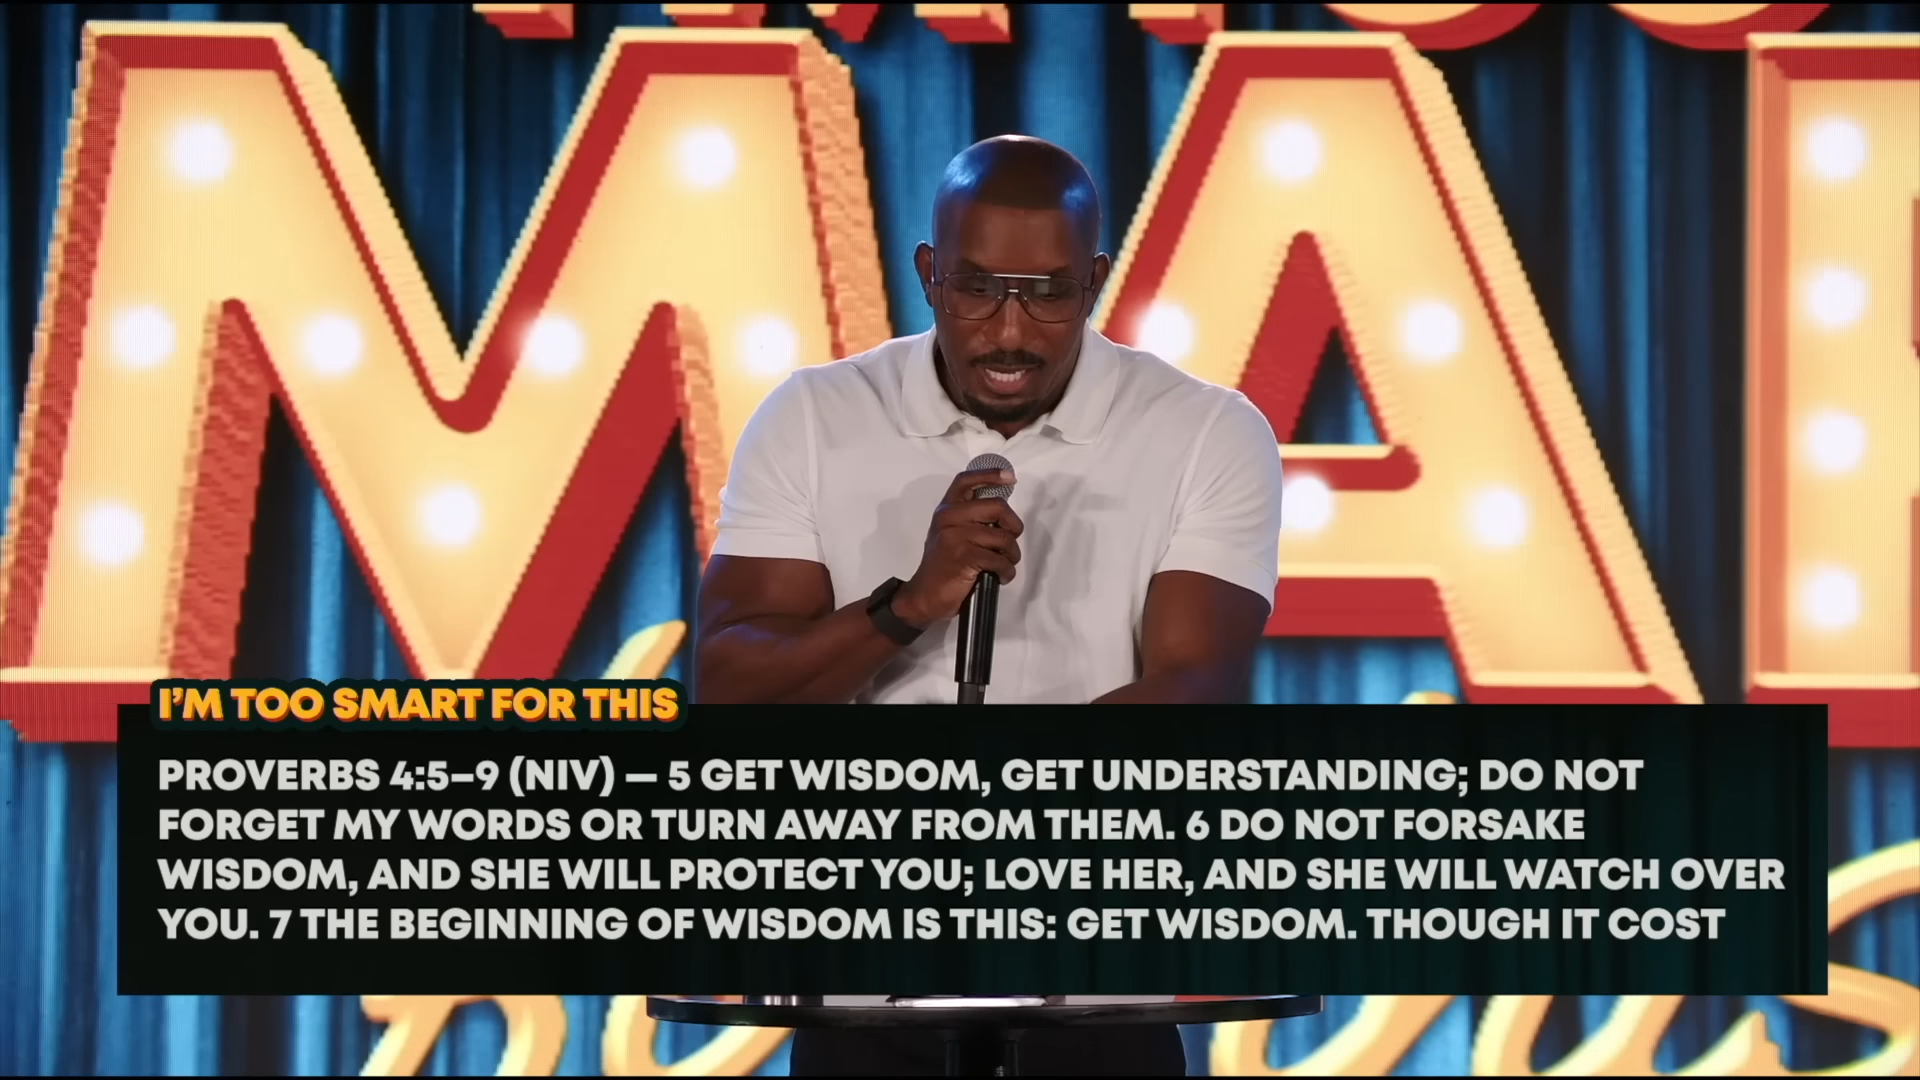 MA
I'M TOO SMART FOR THIS
PROVERBS 4:5–9 (NIV) — 5 GET WISDOM, GET UNDERSTANDING; DO NOT
FORGET MY WORDS OR TURN AWAY FROM THEM. 6 DO NOT FORSAKE
WISDOM, AND SHE WILL PROTECT YOU; LOVE HER, AND SHE WILL WATCH OVER
YOU. 7 THE BEGINNING OF WISDOM IS THIS: GET WISDOM. THOUGH IT COST